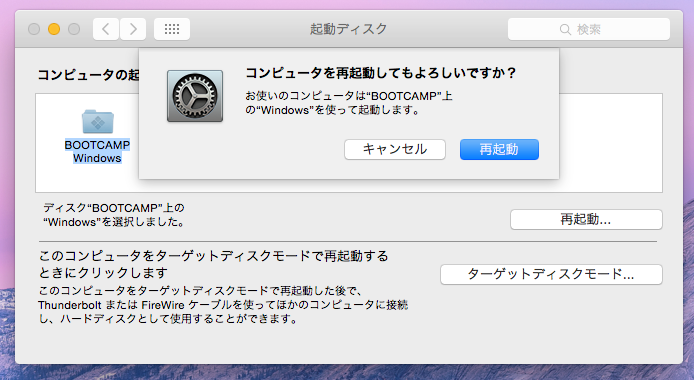 起動ディスク
検索
コンピュータの起
コンピュータを再起動してもよろしいですか？
お使いのコンピュータは“BOOTCAMP”上
の“Windows”を使って起動します。
キャンセル
再起動
BOOTCAMP
Windows
ディスク“BOOTCAMP”上の
“Windows”を選択しました。
再起動...
このコンピュータをターゲットディスクモードで再起動する
ときにクリックします
ターゲットディスクモード...
このコンピュータをターゲットディスクモードで再起動した後で、
Thunderbolt または FireWire ケーブルを使ってほかのコンピュータに接続
し、ハードディスクとして使用することができます。